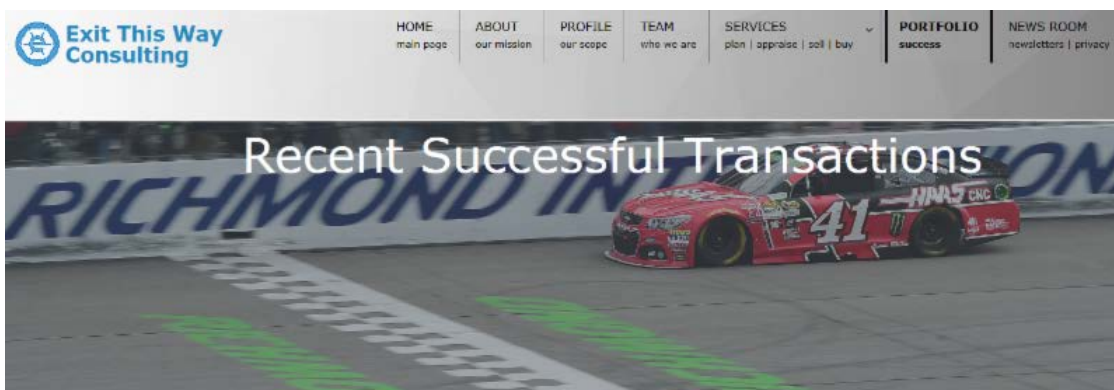 Exit This Way
Consulting
HOME
main page
ABOUT
our mission
PROFILE
our scope
TEAM
who we are
SERVICES
plan | appraise | sell | buy
PORTFOLIO
success
NEWS ROOM
newsletters | privacy
Recent Successful Transactions
RICHMOND
HAAS CNC
41
RICHMOND